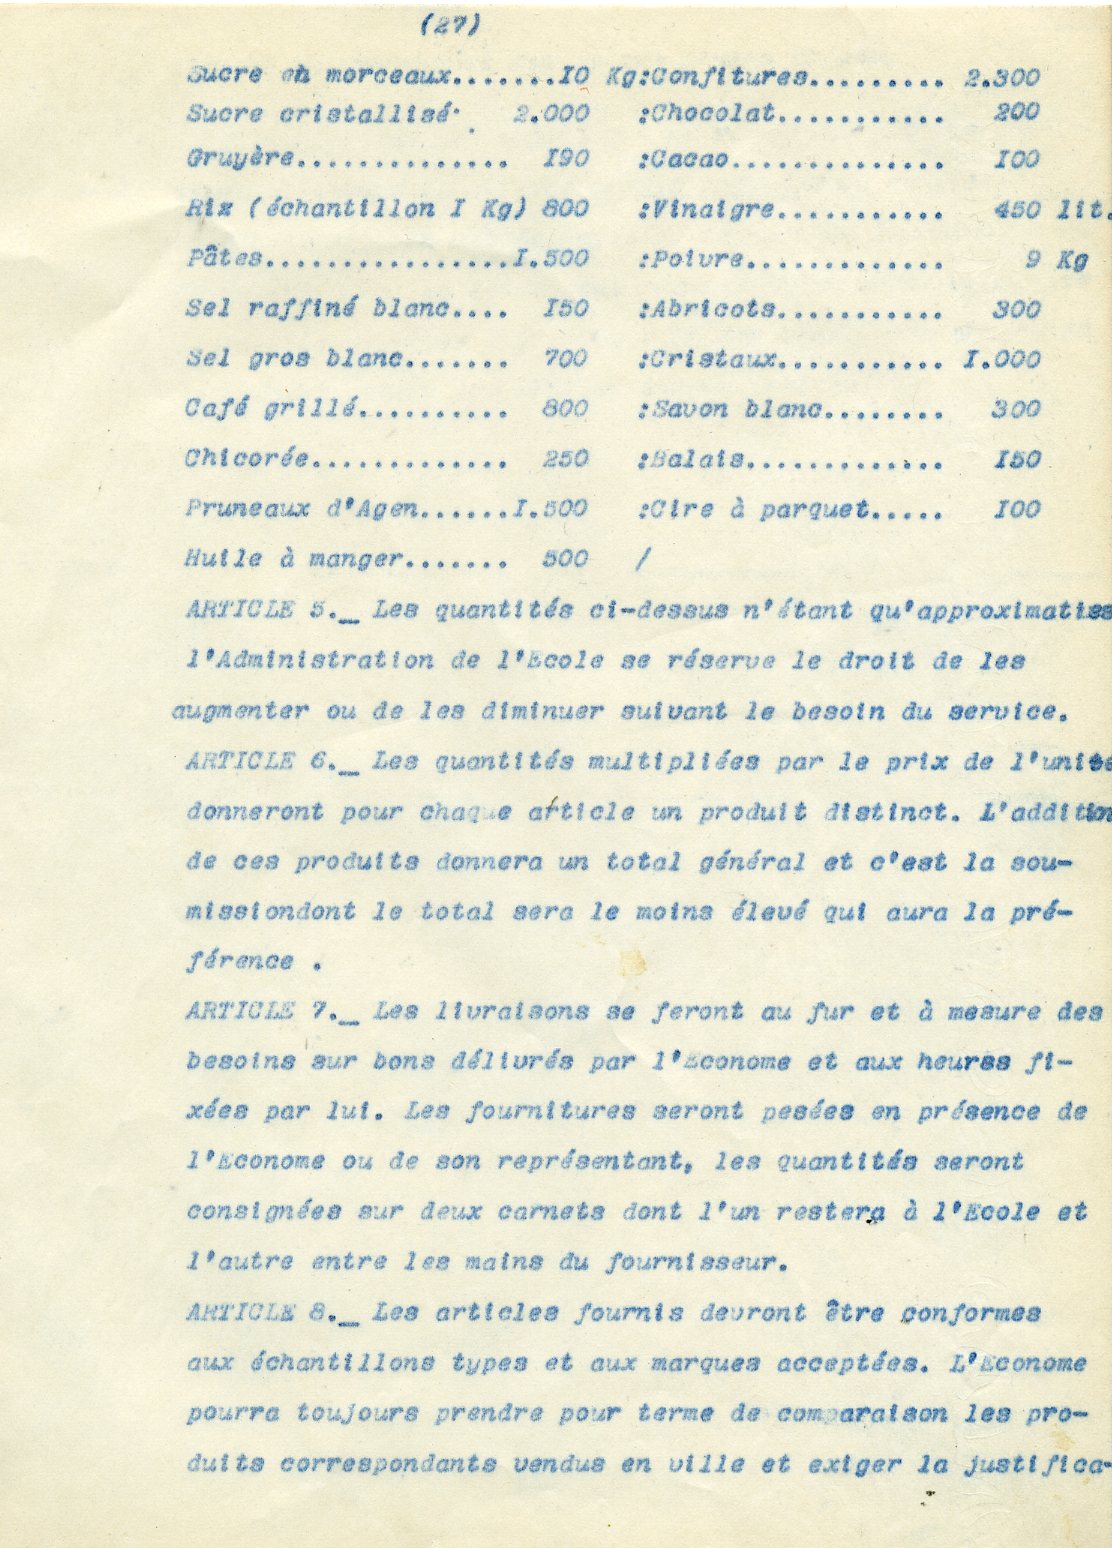 (27)
Sucre en morceaux.......IO Kg:Confitures......... 2.300
Sucre cristallisé. 2.000 :Chocolat........... 200
Gruyère.............. I90 :Cacao.............. I00
Rix (échantillon I Kg) 800 :Vinaigre........... 450 lit.
Pâtes................I.500 :Poivre............. 9 Kg
Sel raffiné blanc.... I50 :Abricots........... 300
Sel gros blanc....... 700 :Cristaux........... I.000
Café grillé.......... 800 :Savon blanc........ 300
Chicorée............. 250 :Balais............. I50
Pruneaux d'Agen......I.500 :Cire à parquet..... I00
Huile à manger....... 500 /
ARTICLE 5._ Les quantités ci-dessus n'étant qu'approximatiss
l'Administration de l'Ecole se réserve le droit de les
augmenter ou de les diminuer suivant le besoin du service.
ARTICLE 6._ Les quantités multipliées par le prix de l'unité
donneront pour chaque article un produit distinct. L'addition
de ces produits donnera un total général et c'est la sou-
missiondont le total sera le moins élevé qui aura la pré-
férence .
ARTICLE 7._ Les livraisons se feront au fur et à mesure des
besoins sur bons délivrés par l'Econome et aux heures fi-
xées par lui. Les fournitures seront pesées en présence de
l'Econome ou de son représentant, les quantités seront
consignées sur deux carnets dont l'un restera à l'Ecole et
l'autre entre les mains du fournisseur.
ARTICLE 8._ Les articles fournis devront être conformes
aux échantillons types et aux marques acceptées. L'Econome
pourra toujours prendre pour terme de comparaison les pro-
duits correspondants vendus en ville et exiger la justifica-